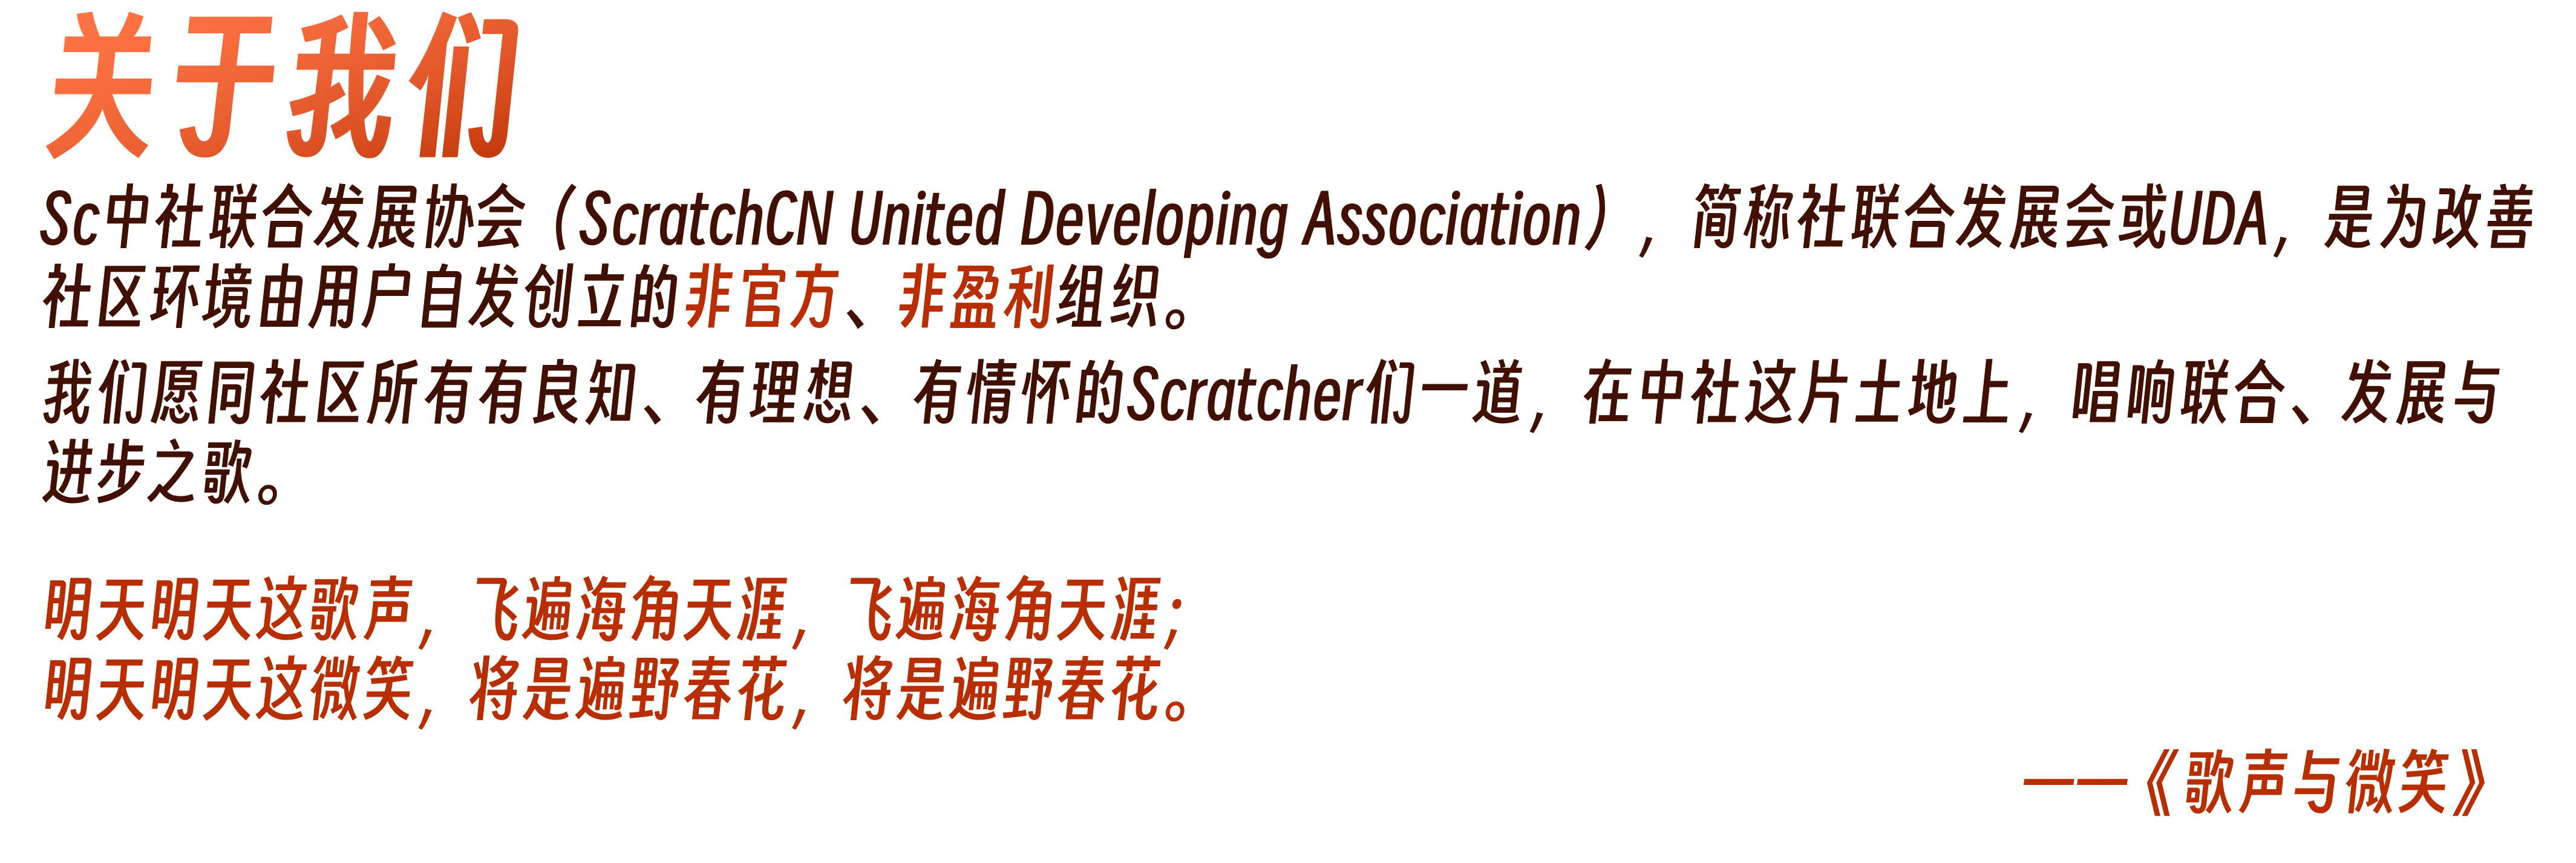 关于我们
Sc中社联合发展协会（ScratchCN United Developing Association），简称社联合发展会或UDA，是为改善
社区环境由用户自发创立的非官方、非盈利组织。
我们愿同社区所有有良知、有理想、有情怀的Scratcher们一道，在中社这片土地上，唱响联合、发展与
进步之歌。
明天明天这歌声，飞遍海角天涯，飞遍海角天涯；
明天明天这微笑，将是遍野春花，将是遍野春花。
——《歌声与微笑》